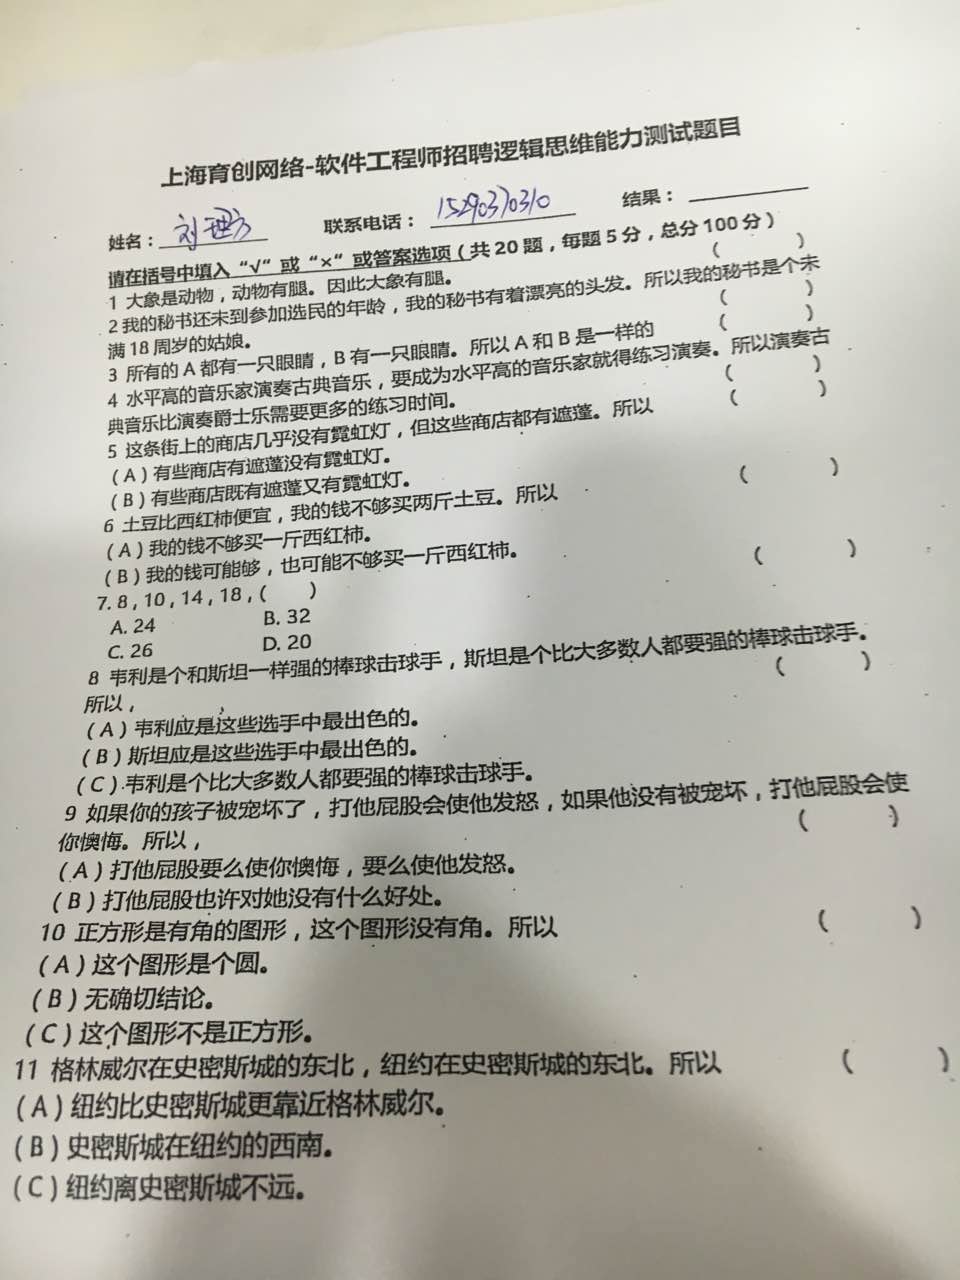 上海育创网络-软件工程师招聘逻辑思维能力测试题目
姓名： 联系电话：15290370310 结果：
请在括号中填入“√”或“×”或答案选项（共 20 题，每题 5 分，总分 100 分）
1 大象是动物，动物有腿。因此大象有腿。 （ ）
2 我的秘书还未到参加选民的年龄，我的秘书有着漂亮的头发。所以我的秘书是个未
满 18 周岁的姑娘。 （ ）
3 所有的 A 都有一只眼睛，B 有一只眼睛。所以 A 和 B 是一样的 （ ）
4 水平高的音乐家演奏古典音乐，要成为水平高的音乐家就得练习演奏。所以演奏古
典音乐比演奏爵士乐需要更多的练习时间。 （ ）
5 这条街上的商店几乎没有霓虹灯，但这些商店都有遮蓬。所以 （ ）
（A）有些商店有遮蓬没有霓虹灯。
（B）有些商店既有遮蓬又有霓虹灯。
6 土豆比西红柿便宜，我的钱不够买两斤土豆。所以 （ ）
（A）我的钱不够买一斤西红柿。
（B）我的钱可能够，也可能不够买一斤西红柿。
7. 8，10，14，18，（ ） （ ）
A. 24 B. 32
C. 26 D. 20
8 韦利是个和斯坦一样强的棒球击球手，斯坦是个比大多数人都要强的棒球击球手。
所以， （ ）
（A）韦利应是这些选手中最出色的。
（B）斯坦应是这些选手中最出色的。
（C）韦利是个比大多数人都要强的棒球击球手。
9 如果你的孩子被宠坏了，打他屁股会使他发怒，如果他没有被宠坏，打他屁股会使
你懊悔。所以， （ ）
（A）打他屁股要么使你懊悔，要么使他发怒。
（B）打他屁股也许对她没有什么好处。
10 正方形是有角的图形，这个图形没有角。所以 （ ）
（A）这个图形是个圆。
（B）无确切结论。
（C）这个图形不是正方形。
11 格林威尔在史密斯城的东北，纽约在史密斯城的东北。所以 （ ）
（A）纽约比史密斯城更靠近格林威尔。
（B）史密斯城在纽约的西南。
（C）纽约离史密斯城不远。